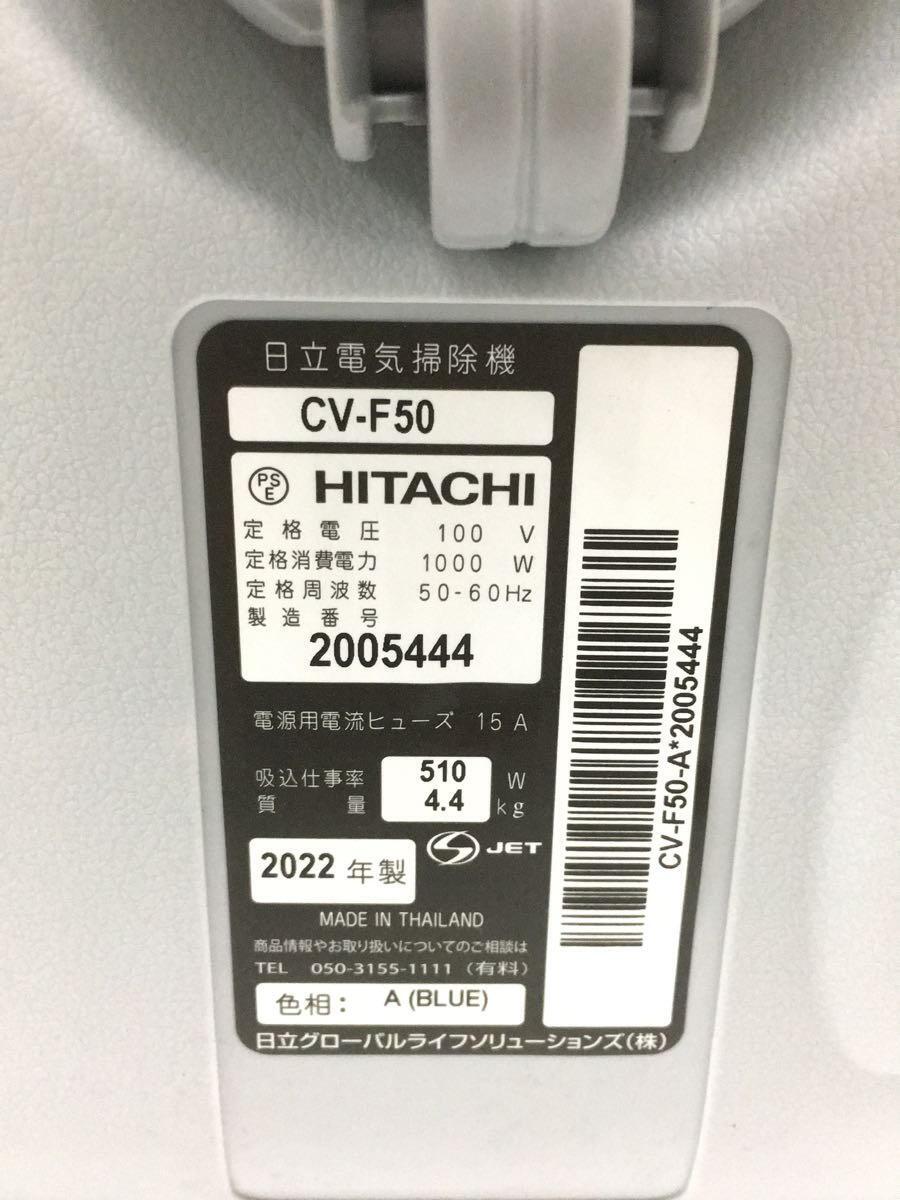 日立電気掃除機
CV-F50
PS
E
HITACHI
定格電圧 100 V
定格消費電力 1000 W
定格周波数 50-60Hz
製造番号
2005444
電源用電流ヒューズ 15 A
吸込仕事率 510 W
質量 4.4 kg
2022 年製
JET
MADE IN THAILAND
商品情報やお取り扱いについてのご相談は
TEL 050-3155-1111 (有料)
色相: A (BLUE)
日立グローバルライフソリューションズ(株)
CV-F50-A*2005444